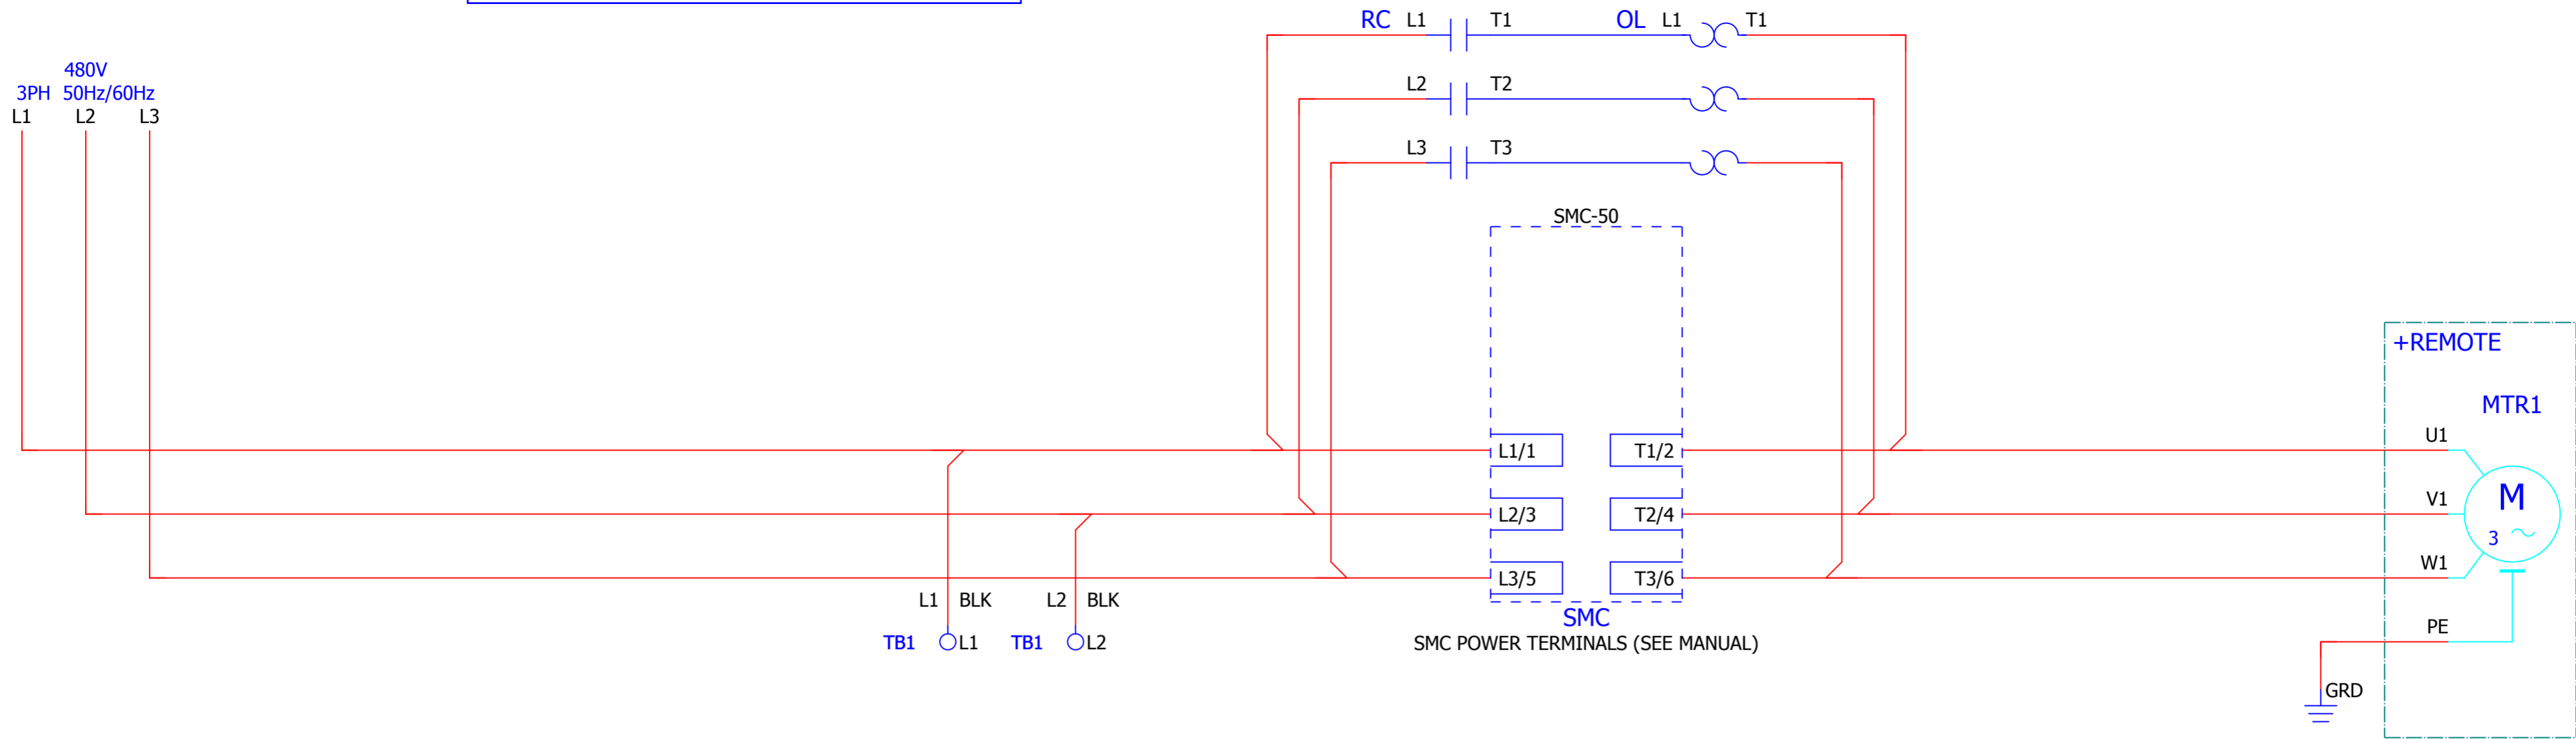 RC L1 T1 OL L1 T1
480V
3PH 50Hz/60Hz
L1 L2 L3
L2 T2
L3 T3
SMC-50
+REMOTE
MTR1
U1
L1/1 T1/2
V1
M
3 ~
L2/3 T2/4
W1
L3/5 T3/6
L1 BLK L2 BLK
SMC
PE
TB1 L1 TB1 L2
SMC POWER TERMINALS (SEE MANUAL)
GRD